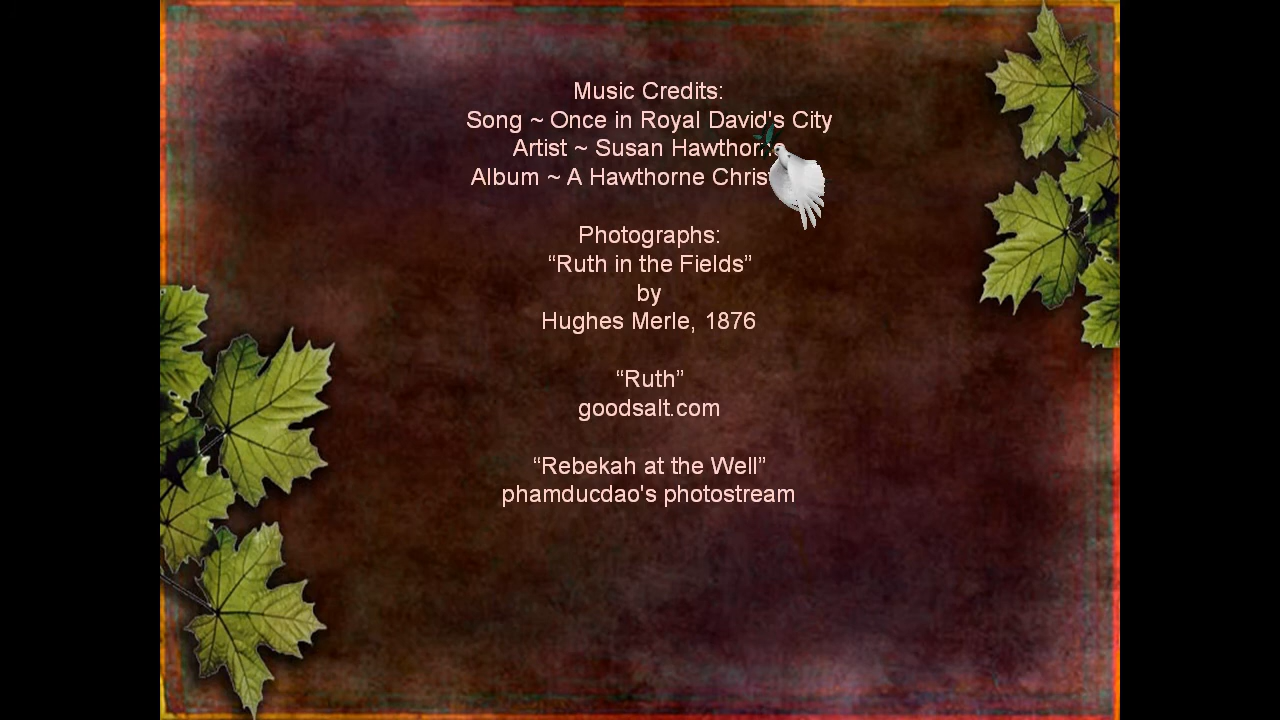 Music Credits:
Song ~ Once in Royal David's City
Artist ~ Susan Hawthorne
Album ~ A Hawthorne
Photographs:
“Ruth in the Fields”
by
Hughes Merle, 1876
“Ruth”
goodsalt.com
“Rebekah at the Well”
phamducdao's photostream